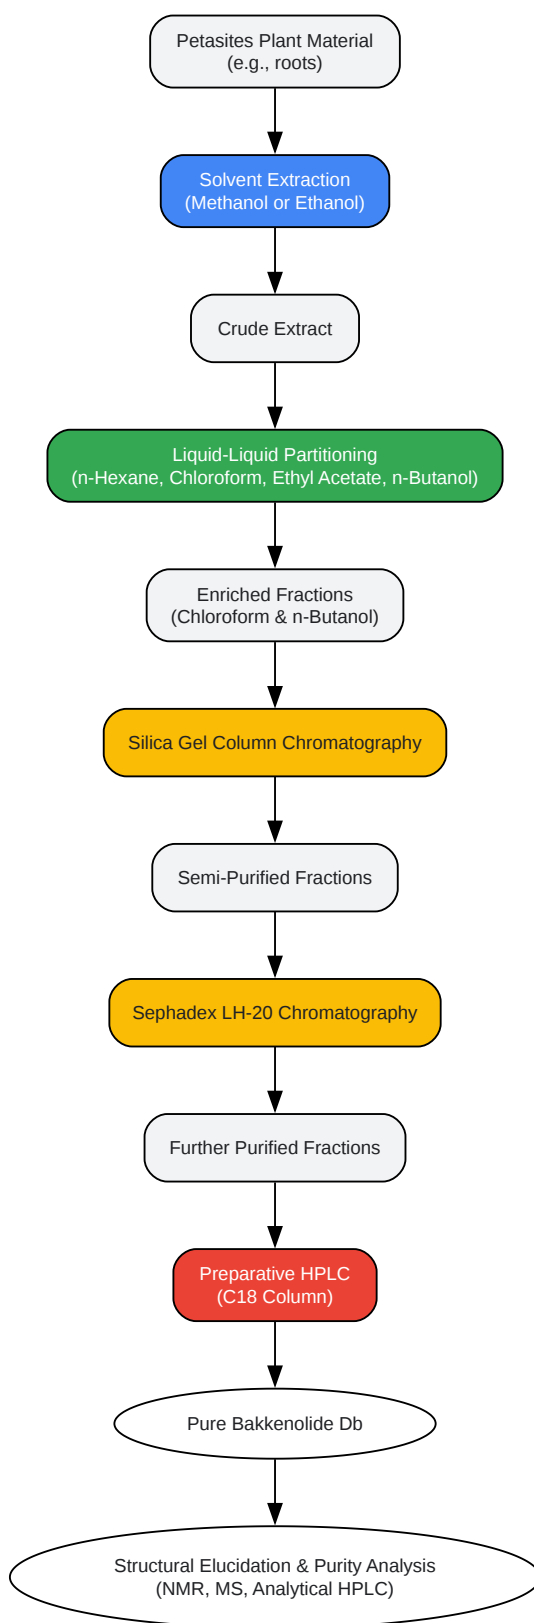 Petasites Plant Material
(e.g., roots)
Solvent Extraction
(Methanol or Ethanol)
Crude Extract
Liquid-Liquid Partitioning
(n-Hexane, Chloroform, Ethyl Acetate, n-Butanol)
Enriched Fractions
(Chloroform & n-Butanol)
Silica Gel Column Chromatography
Semi-Purified Fractions
Sephadex LH-20 Chromatography
Further Purified Fractions
Preparative HPLC
(C18 Column)
Pure Bakkenolide Db
Structural Elucidation & Purity Analysis
(NMR, MS, Analytical HPLC)